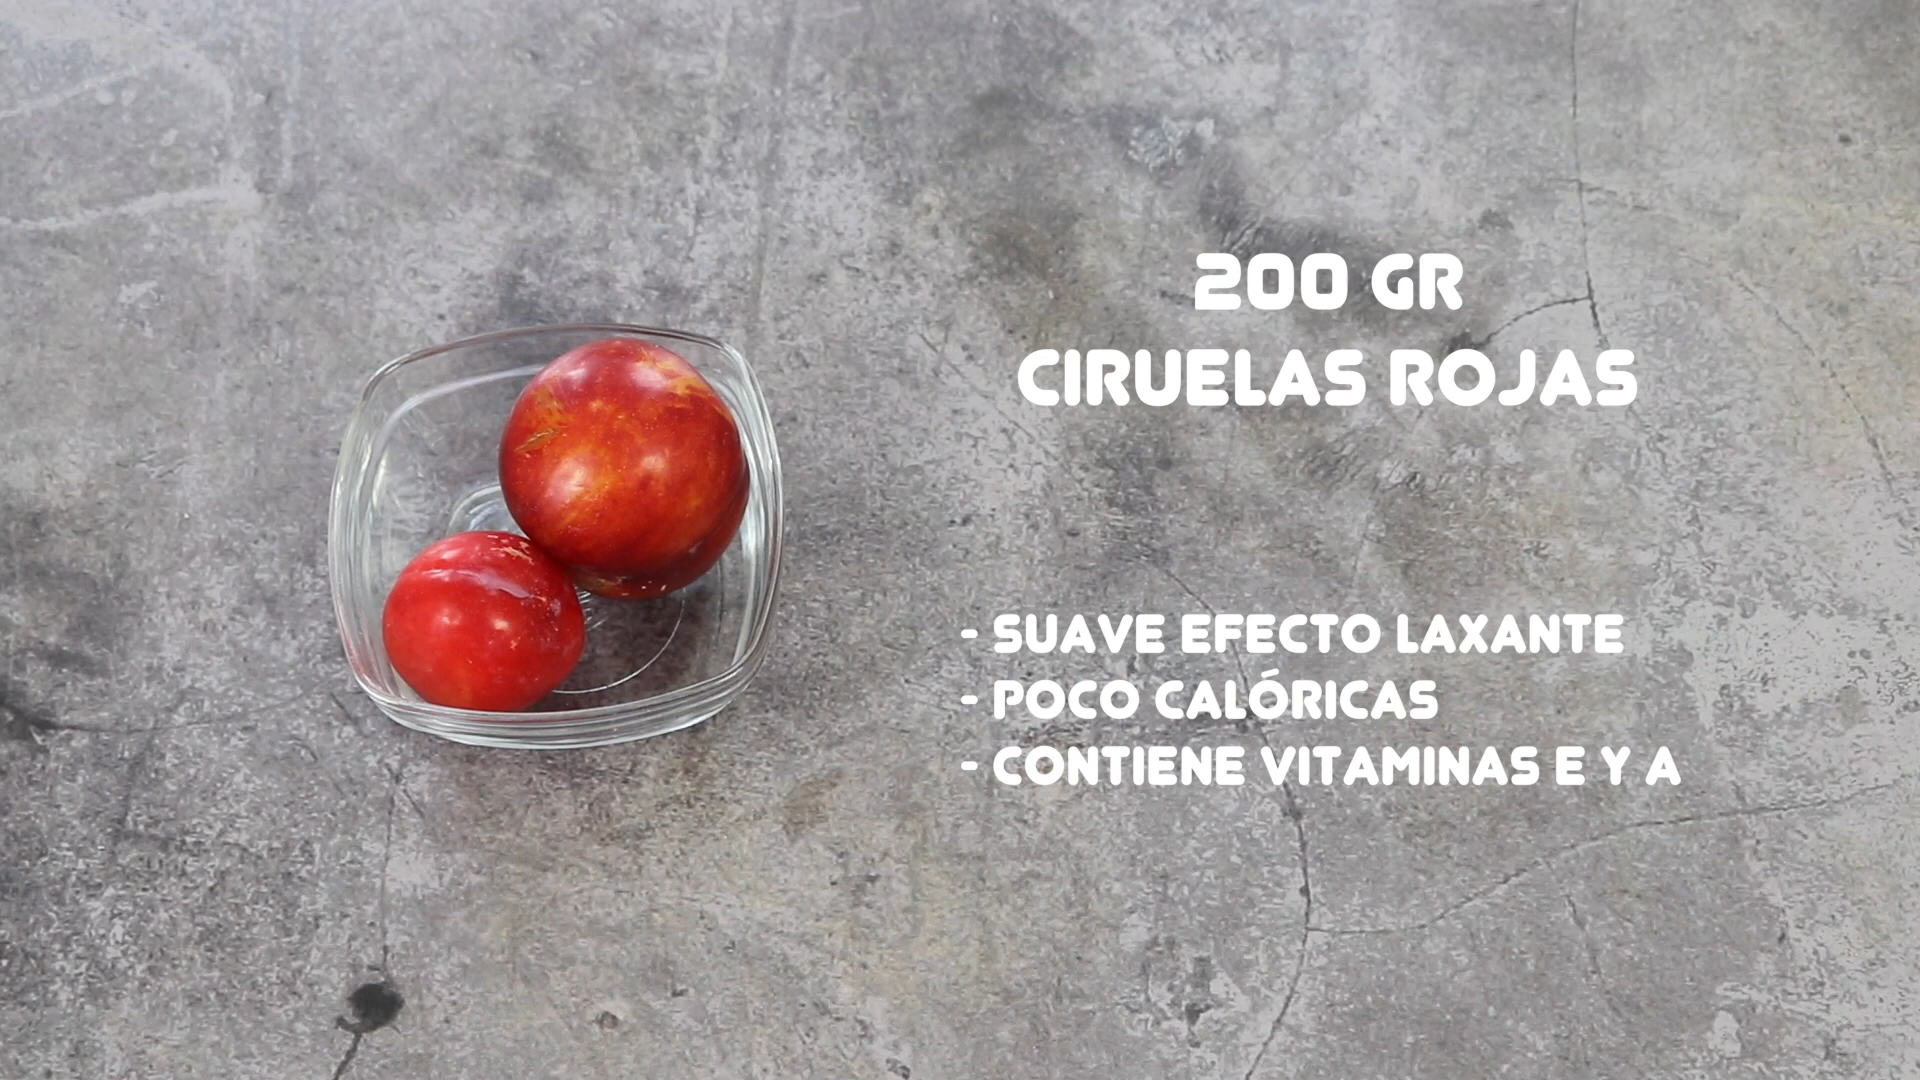 200 GR
CIRUELAS ROJAS
- SUAVE EFECTO LAXANTE
- POCO CALÓRICAS
- CONTIENE VITAMINAS E Y A